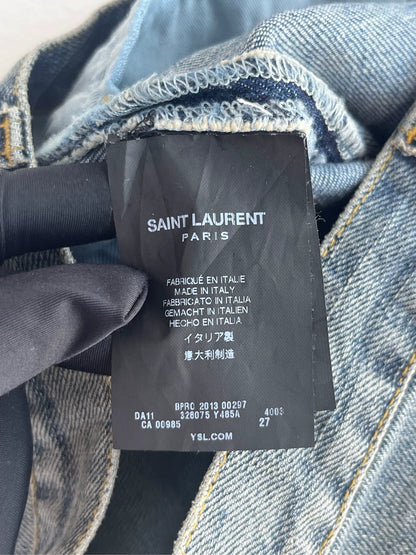 SAINT LAURENT
PARIS
FABRIQUÉ EN ITALIE
MADE IN ITALY
FABBRICATO IN ITALIA
GEMACHT IN ITALIEN
HECHO EN ITALIA
イタリア製
意大利制造
BPRC 2013 00297
DA11 328075 Y485A 4003
CA 00985 27
YSL.COM